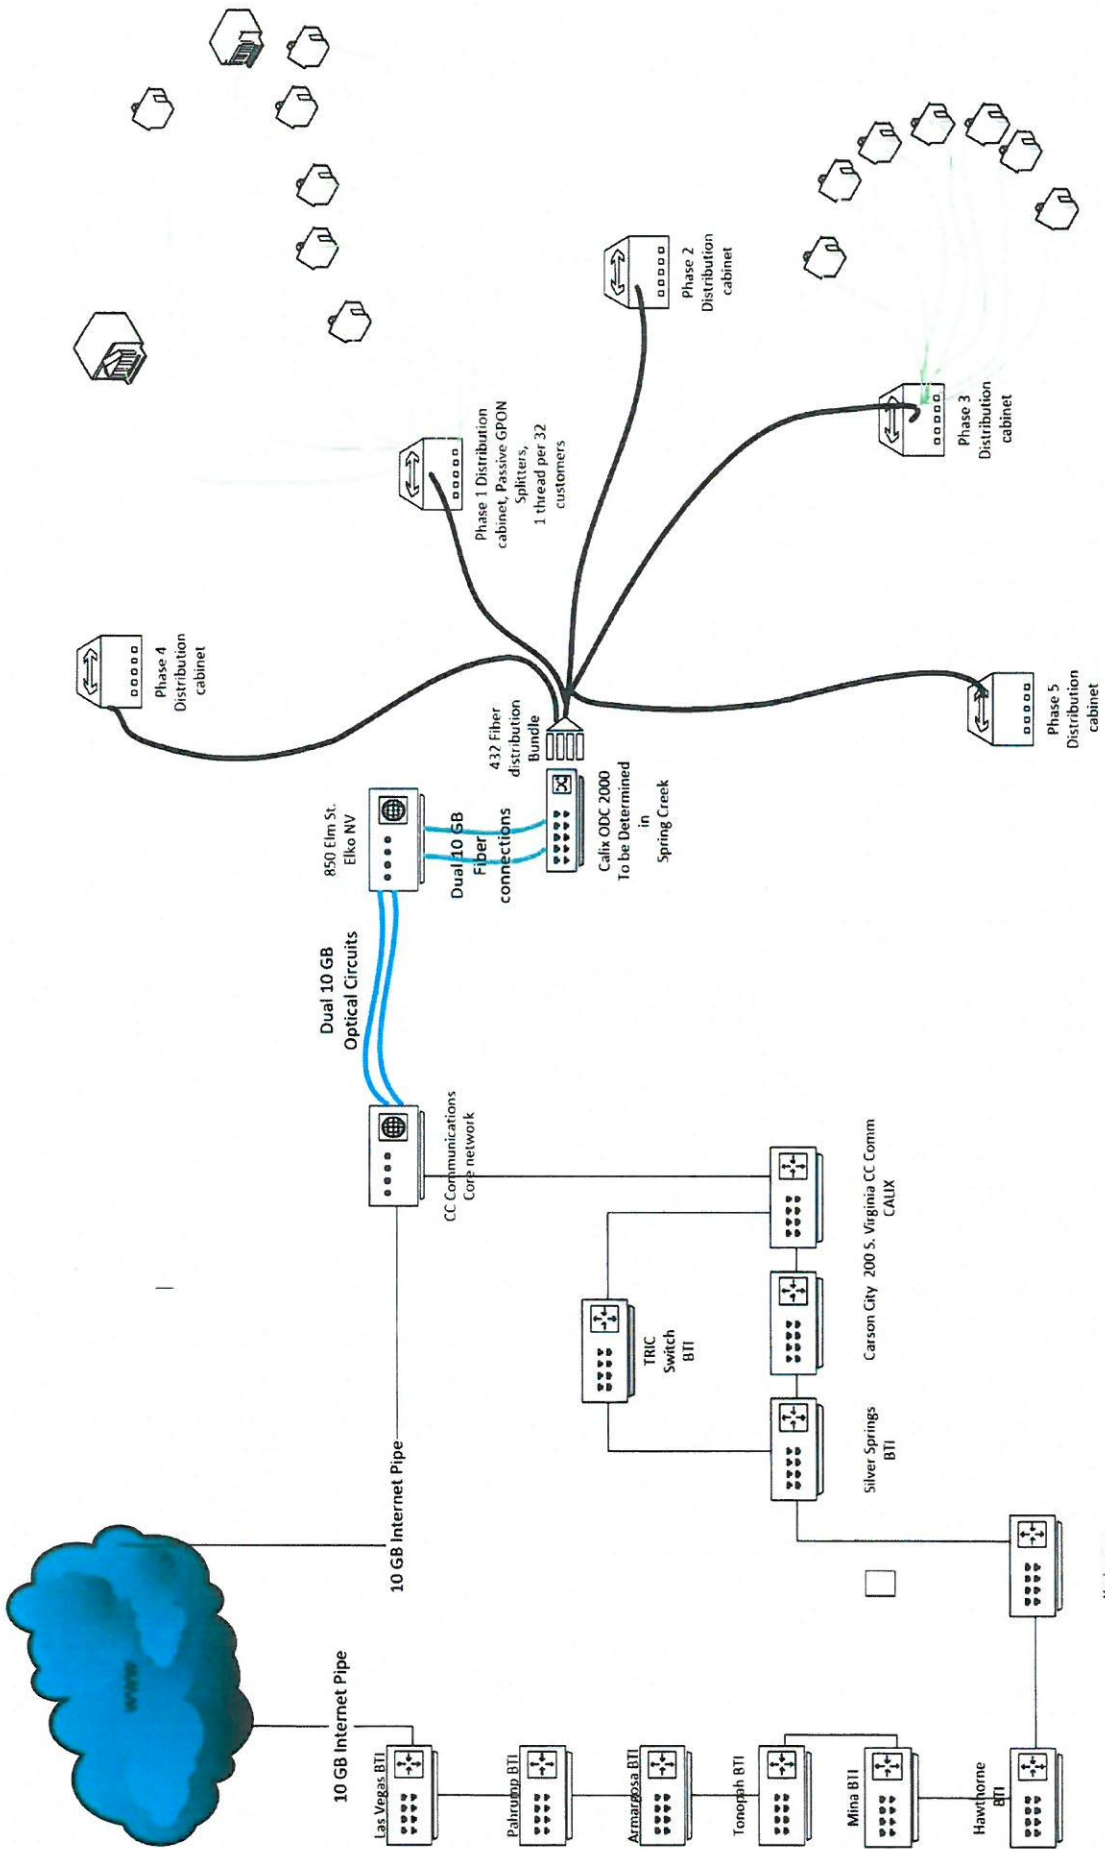 www
10 GB Internet Pipe
10 GB Internet Pipe
Las Vegas BTI
Pahrump BTI
Armargosa BTI
Tonopah BTI
Mina BTI
Hawthorne
BTI
Silver Springs
BTI
TRIC
Switch
BTI
Carson City 200 S. Virginia CC Comm
CALIX
CC Communications
Core network
Dual 10 GB
Optical Circuits
850 Elm St.
Elko NV
Dual 10 GB
Fiber
connections
Calix ODC 2000
To be Determined
in
Spring Creek
432 Fiber
distribution
Bundle
Phase 4
Distribution
cabinet
Phase 1 Distribution
cabinet, Passive GPON
Splitters,
1 thread per 32
customers
Phase 2
Distribution
cabinet
Phase 3
Distribution
cabinet
Phase 5
Distribution
cabinet